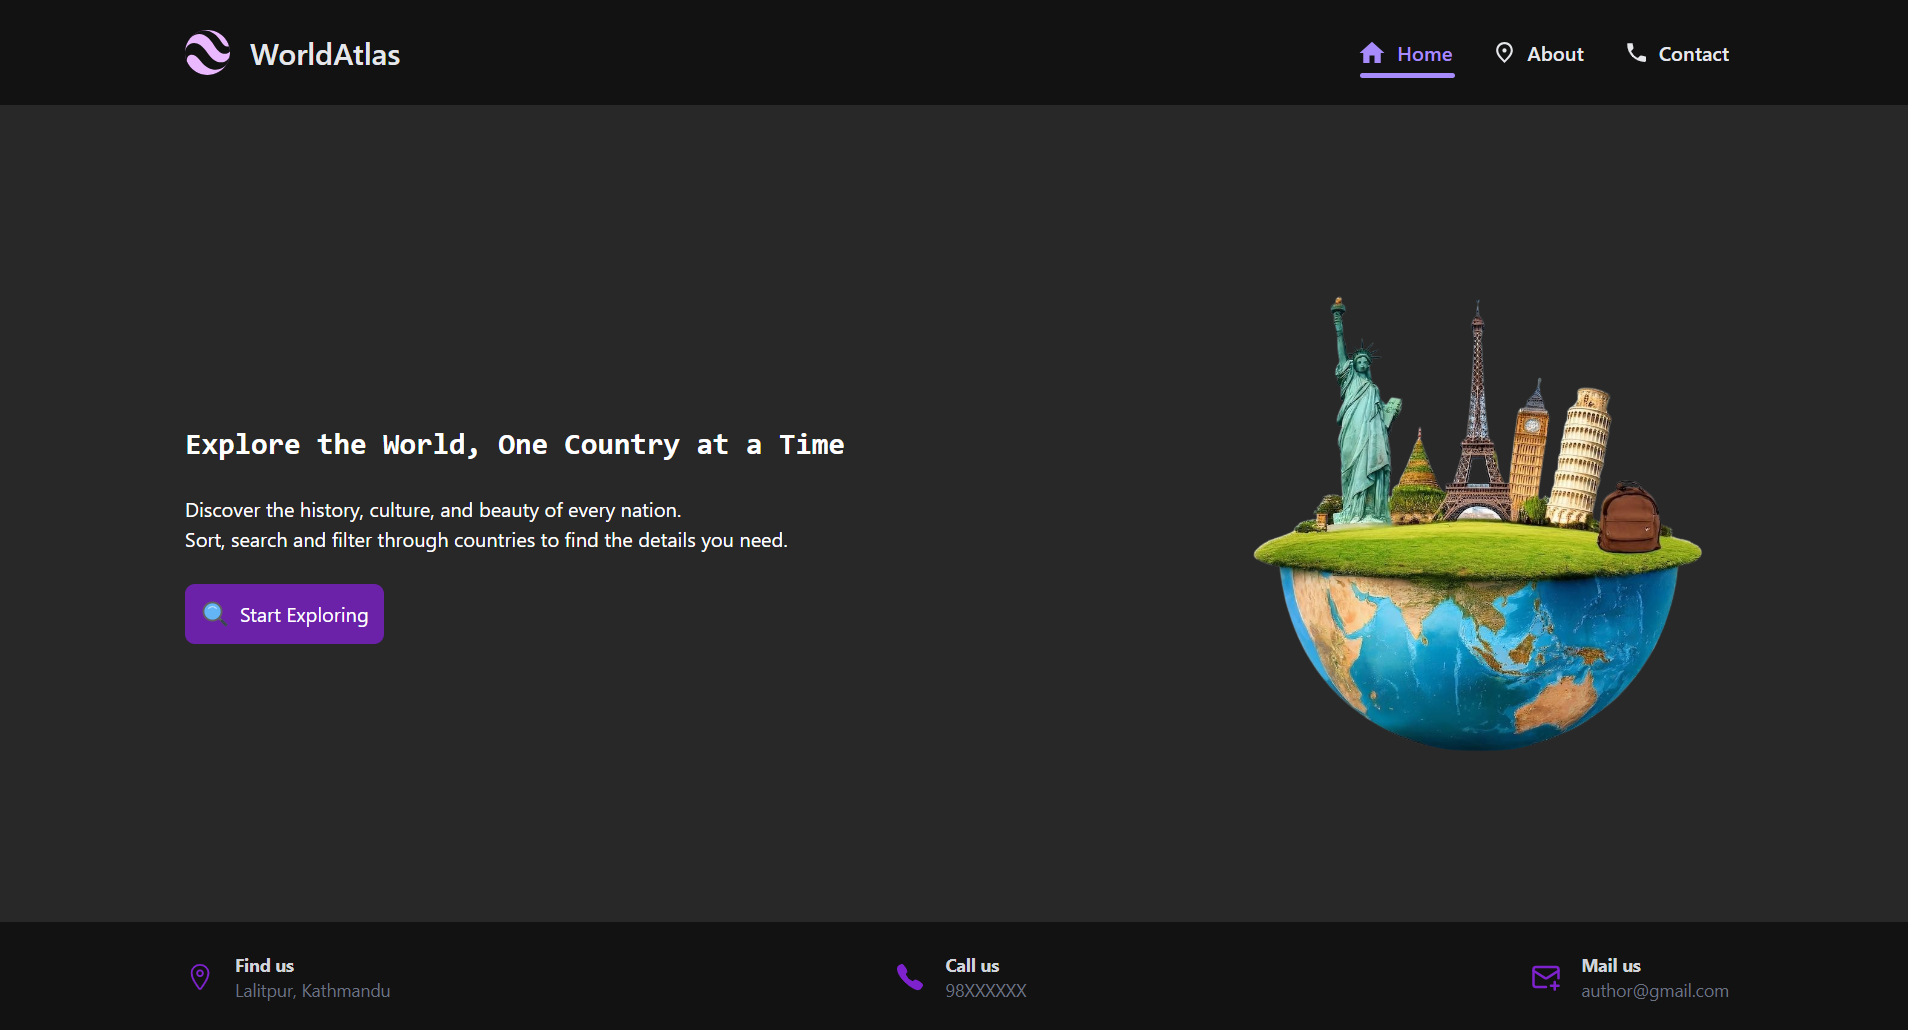 WorldAtlas
Home
About
Contact
Explore the World, One Country at a Time
Discover the history, culture, and beauty of every nation.
Sort, search and filter through countries to find the details you need.
Start Exploring
Find us
Lalitpur, Kathmandu
Call us
98XXXXXX
Mail us
author@gmail.com